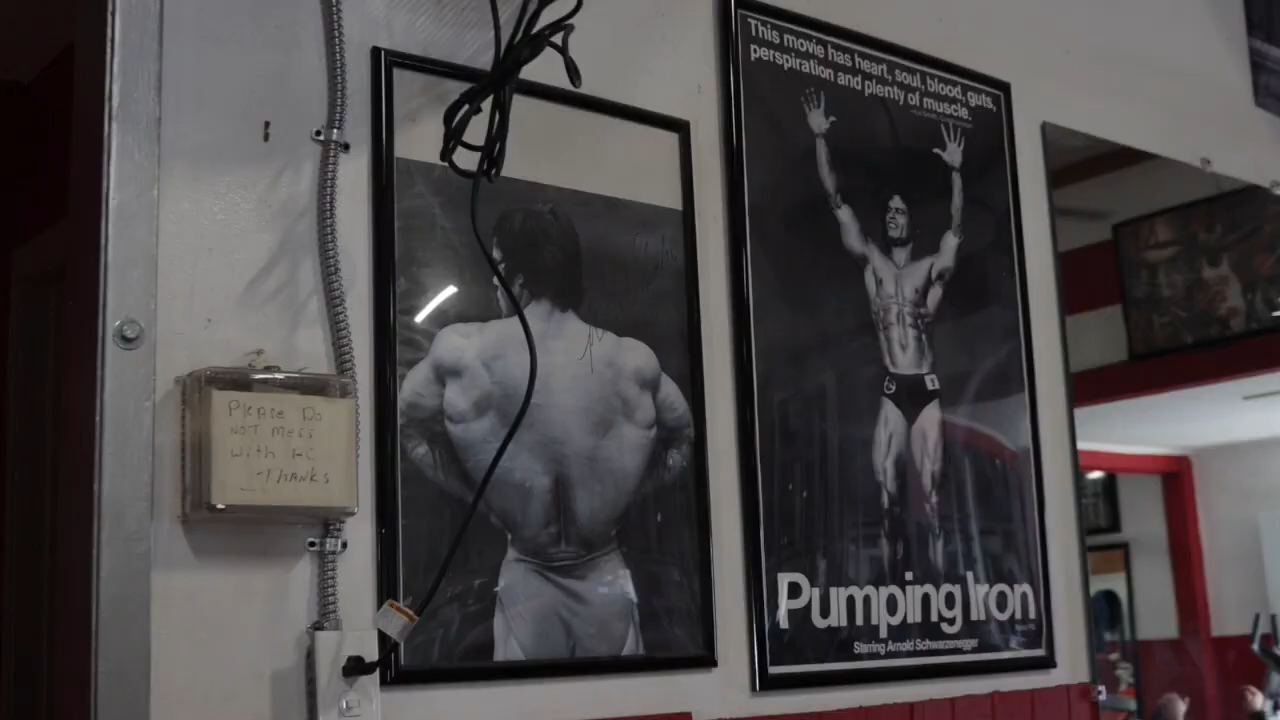 Please Do
NOT Mess
with AC
-THANKS
This movie has heart, soul, blood, guts,
perspiration and plenty of muscle.
Pumping Iron
Starring Arnold Schwarzenegger